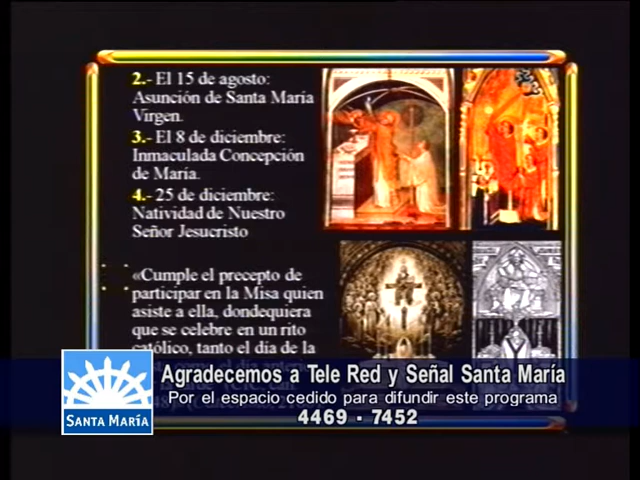 2.- El 15 de agosto:
Asunción de Santa María
Virgen.
3.- El 8 de diciembre:
Inmaculada Concepción
de María.
4.- 25 de diciembre:
Natividad de Nuestro
Señor Jesucristo
«Cumple el precepto de
participar en la Misa quien
asiste a ella, dondequiera
que se celebre en un rito
católico, tanto el día de la
Agradecemos a Tele Red y Señal Santa María
Por el espacio cedido para difundir este programa
4469 - 7452
SANTA MARÍA